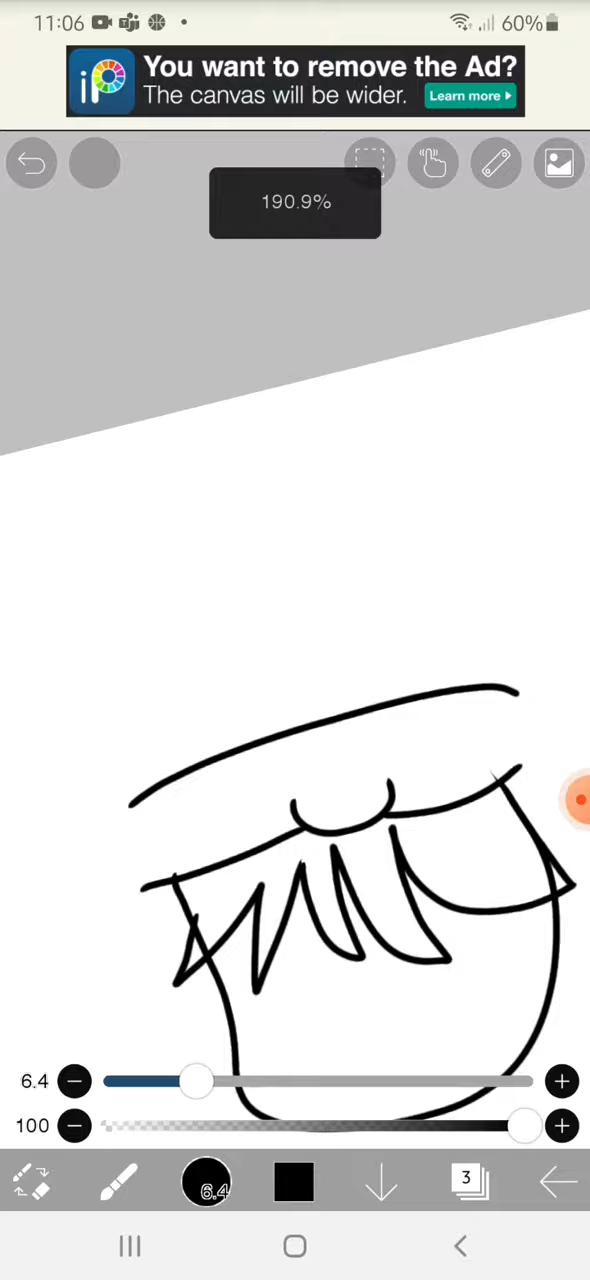 11:06
60%
iP
You want to remove the Ad?
The canvas will be wider.
Learn more
190.9%
6.4
100
6.4
3